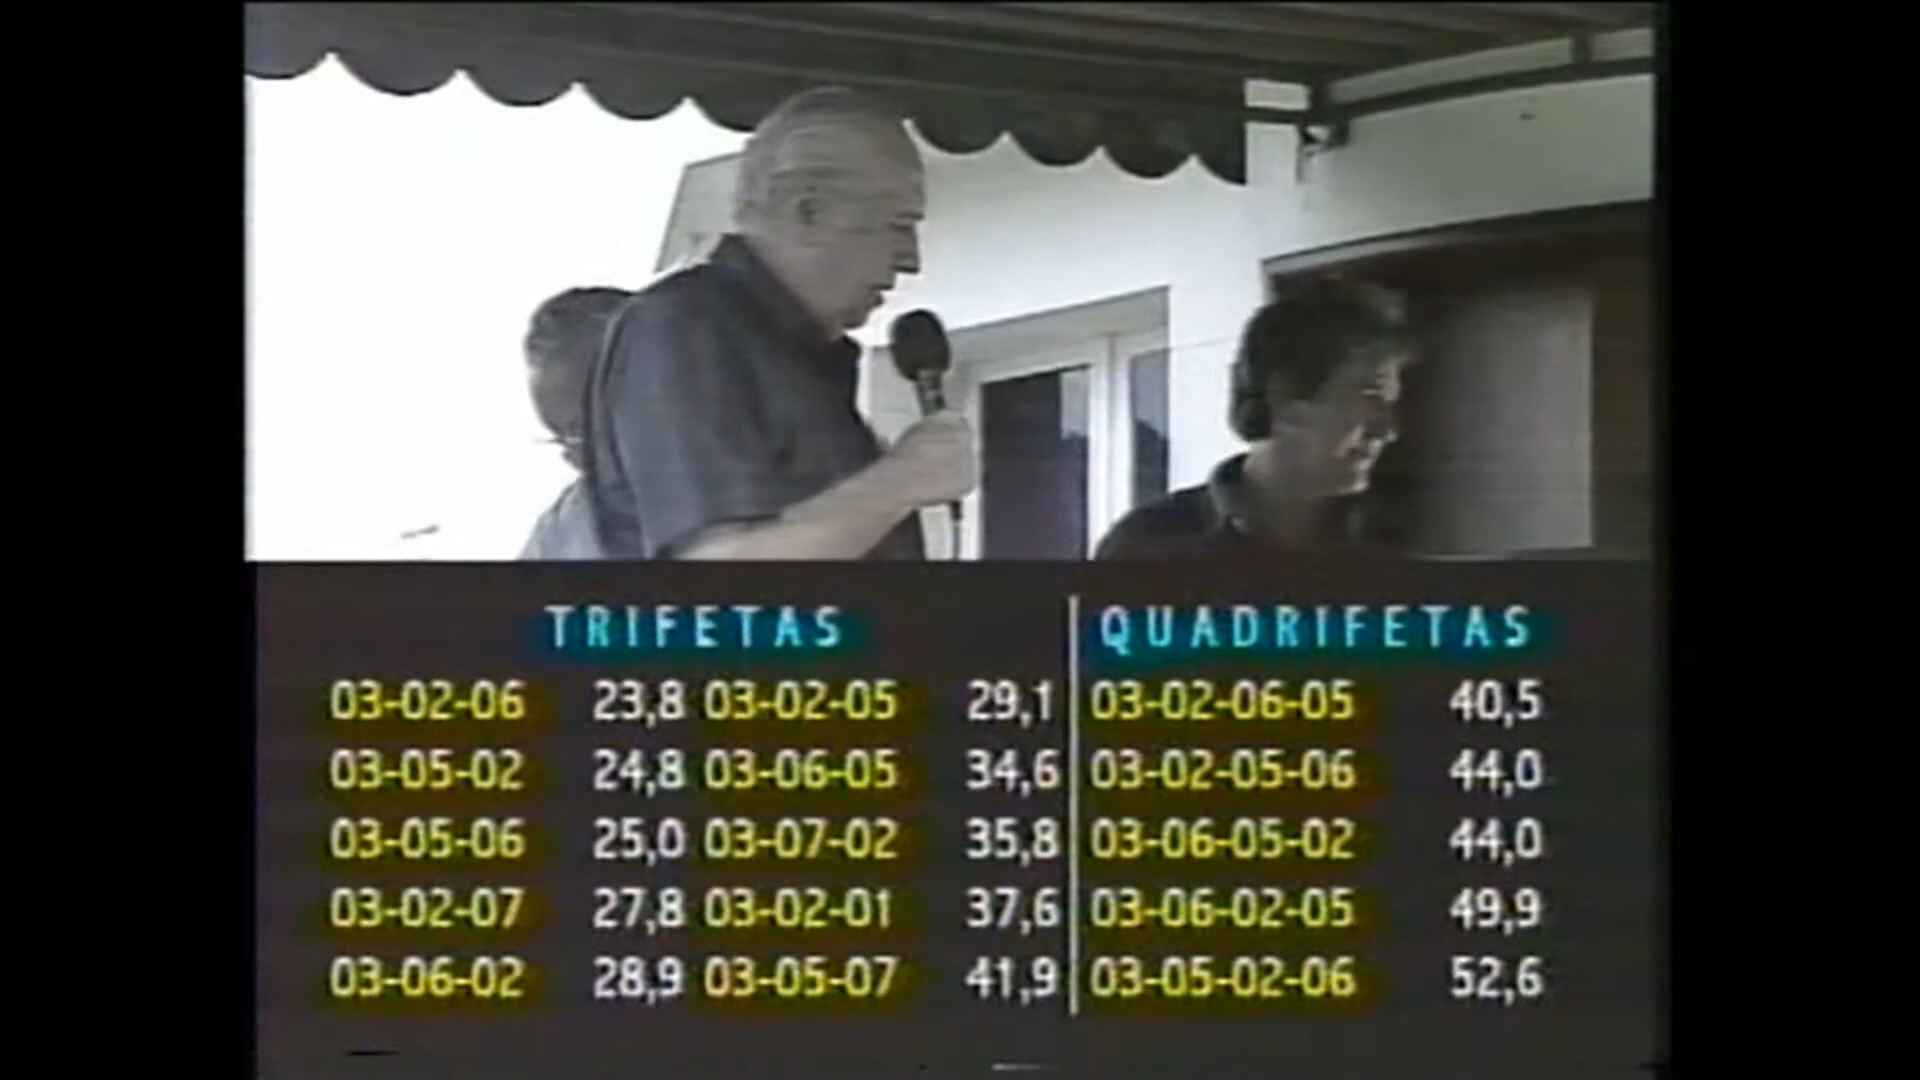 TRIFETAS QUADRIFETAS
03-02-06 23,8 03-02-05 29,1 03-02-06-05 40,5
03-05-02 24,8 03-06-05 34,6 03-02-05-06 44,0
03-05-06 25,0 03-07-02 35,8 03-06-05-02 44,0
03-02-07 27,8 03-02-01 37,6 03-06-02-05 49,9
03-06-02 28,9 03-05-07 41,9 03-05-02-06 52,6